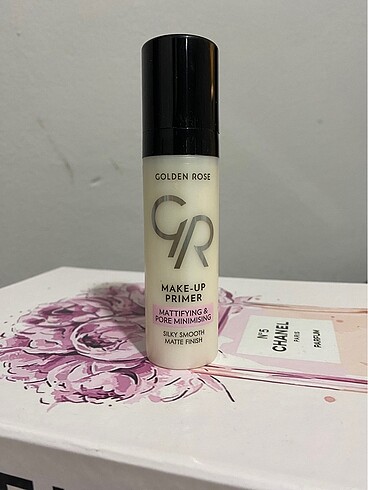 GOLDEN ROSE
GR
MAKE-UP
PRIMER
MATTIFYING &
PORE MINIMISING
SILKY SMOOTH
MATTE FINISH
N°5
CHANEL
PARIS
PARFUM